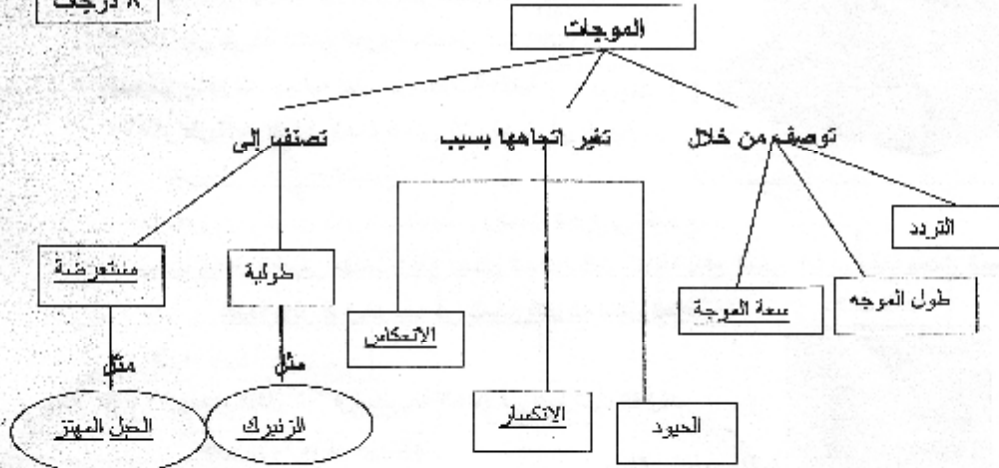 ٨ درجات
الموجات
توصف من خلال
تغير اتجاهها بسبب
تصنف إلى
التردد
طول الموجه
سعة الموجة
الانعكاس
الانكسار
الحيود
طولية
مستعرضة
مثل
مثل
الزنبرك
الحبل المهتز